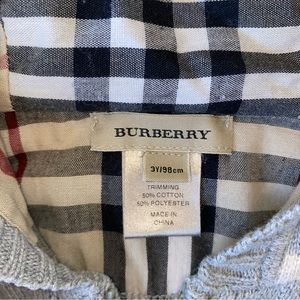 BURBERRY
3Y/98cm
TRIMMING
50% COTTON
50% POLYESTER
MADE IN
CHINA